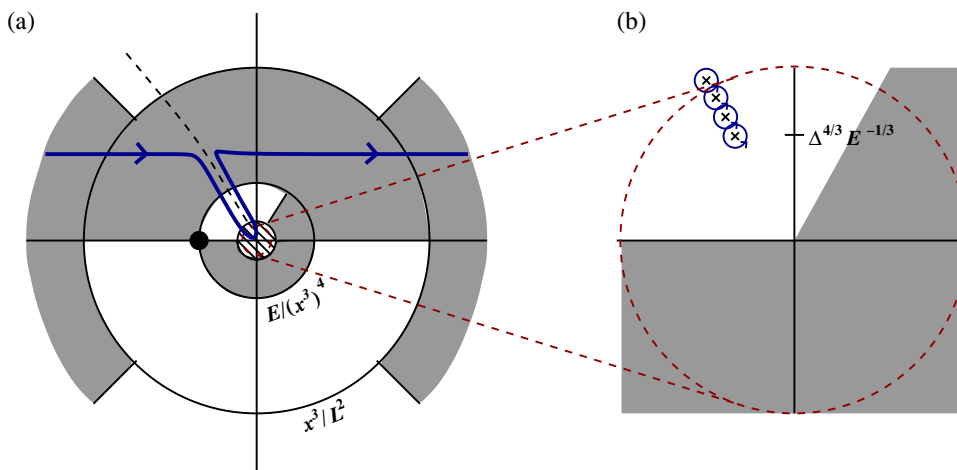 (a)
(b)
Δ^{4/3} E^{-1/3}
E/(x^3)^4
x^3/L^2